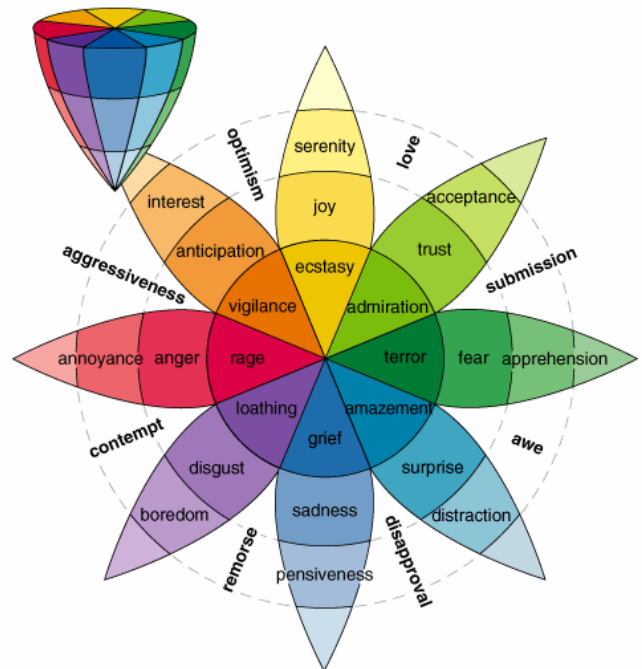 optimism
love
serenity
interest
acceptance
joy
anticipation
trust
aggressiveness
submission
ecstasy
vigilance
admiration
annoyance
anger
rage
terror
fear
apprehension
loathing
amazement
contempt
grief
awe
disgust
surprise
boredom
sadness
distraction
remorse
disapproval
pensiveness